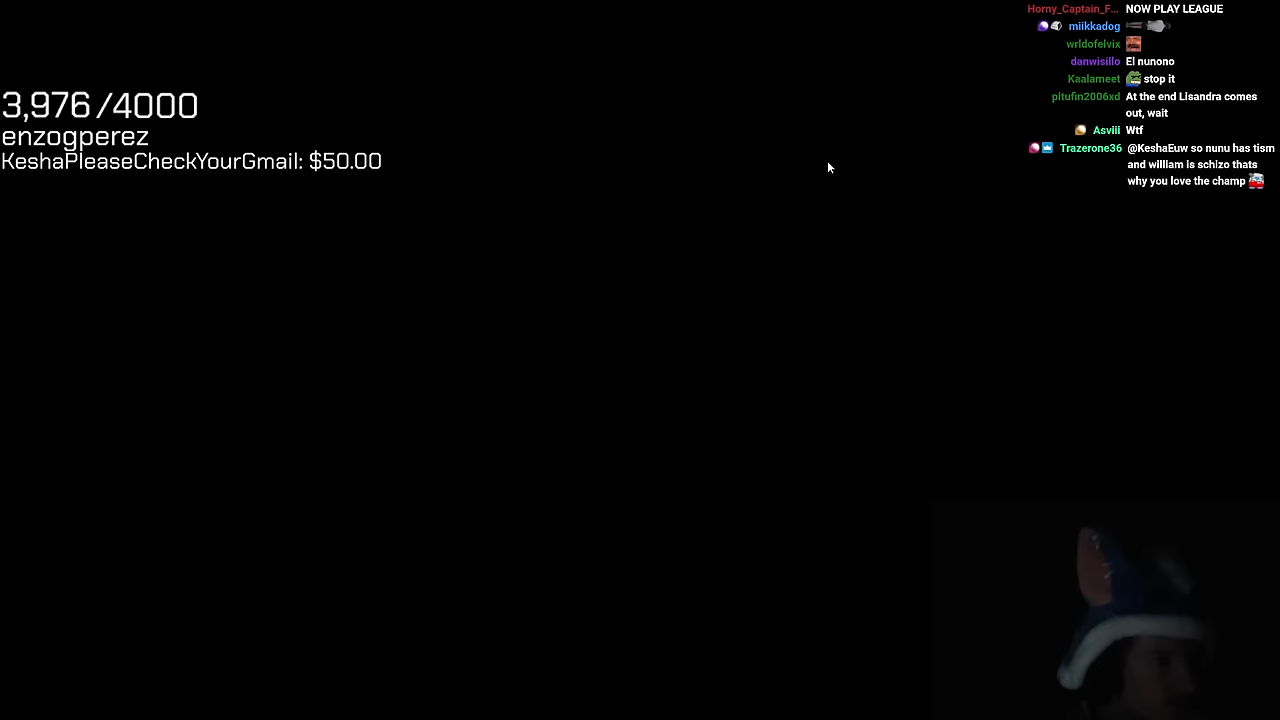 Horny_Captain_F... NOW PLAY LEAGUE
miikkadog
wrldofelvix
danwisillo El nunono
3,976 /4000
Kaalameet stop it
enzogperez
pitufin2006xd At the end Lisandra comes
out, wait
KeshaPleaseCheckYourGmail: $50.00
Asviii Wtf
Trazerone36 @KeshaEuw so nunu has tism
and william is schizo thats
why you love the champ